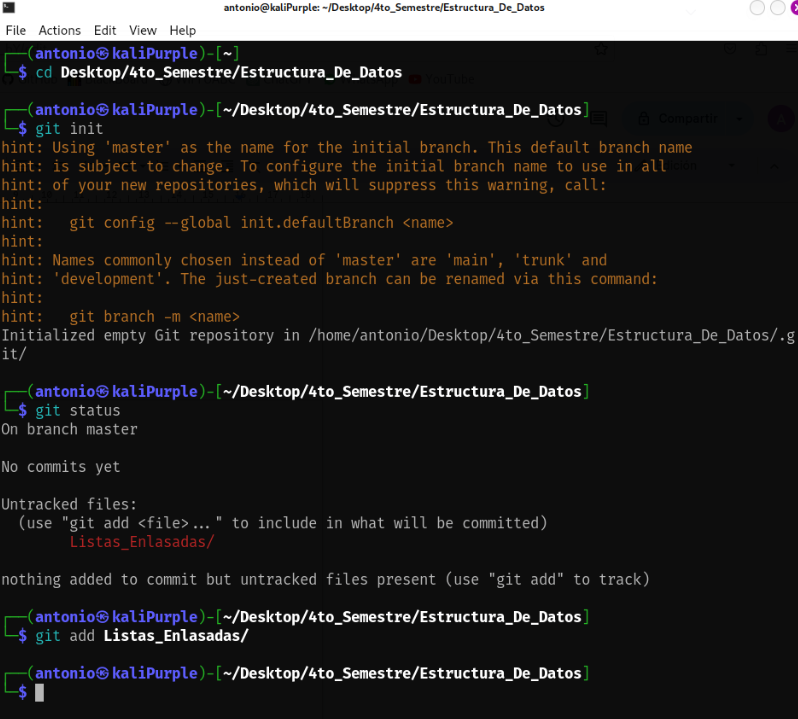 antonio@kaliPurple: ~/Desktop/4to_Semestre/Estructura_De_Datos
File Actions Edit View Help
┌──(antonio㉿kaliPurple)-[~]
└─$ cd Desktop/4to_Semestre/Estructura_De_Datos
┌──(antonio㉿kaliPurple)-[~/Desktop/4to_Semestre/Estructura_De_Datos]
└─$ git init
hint: Using 'master' as the name for the initial branch. This default branch name
hint: is subject to change. To configure the initial branch name to use in all
hint: of your new repositories, which will suppress this warning, call:
hint:
hint:   git config --global init.defaultBranch <name>
hint:
hint: Names commonly chosen instead of 'master' are 'main', 'trunk' and
hint: 'development'. The just-created branch can be renamed via this command:
hint:
hint:   git branch -m <name>
Initialized empty Git repository in /home/antonio/Desktop/4to_Semestre/Estructura_De_Datos/.g
it/
┌──(antonio㉿kaliPurple)-[~/Desktop/4to_Semestre/Estructura_De_Datos]
└─$ git status
On branch master
No commits yet
Untracked files:
  (use "git add <file>..." to include in what will be committed)
        Listas_Enlasadas/
nothing added to commit but untracked files present (use "git add" to track)
┌──(antonio㉿kaliPurple)-[~/Desktop/4to_Semestre/Estructura_De_Datos]
└─$ git add Listas_Enlasadas/
┌──(antonio㉿kaliPurple)-[~/Desktop/4to_Semestre/Estructura_De_Datos]
└─$
YouTube
Compartir